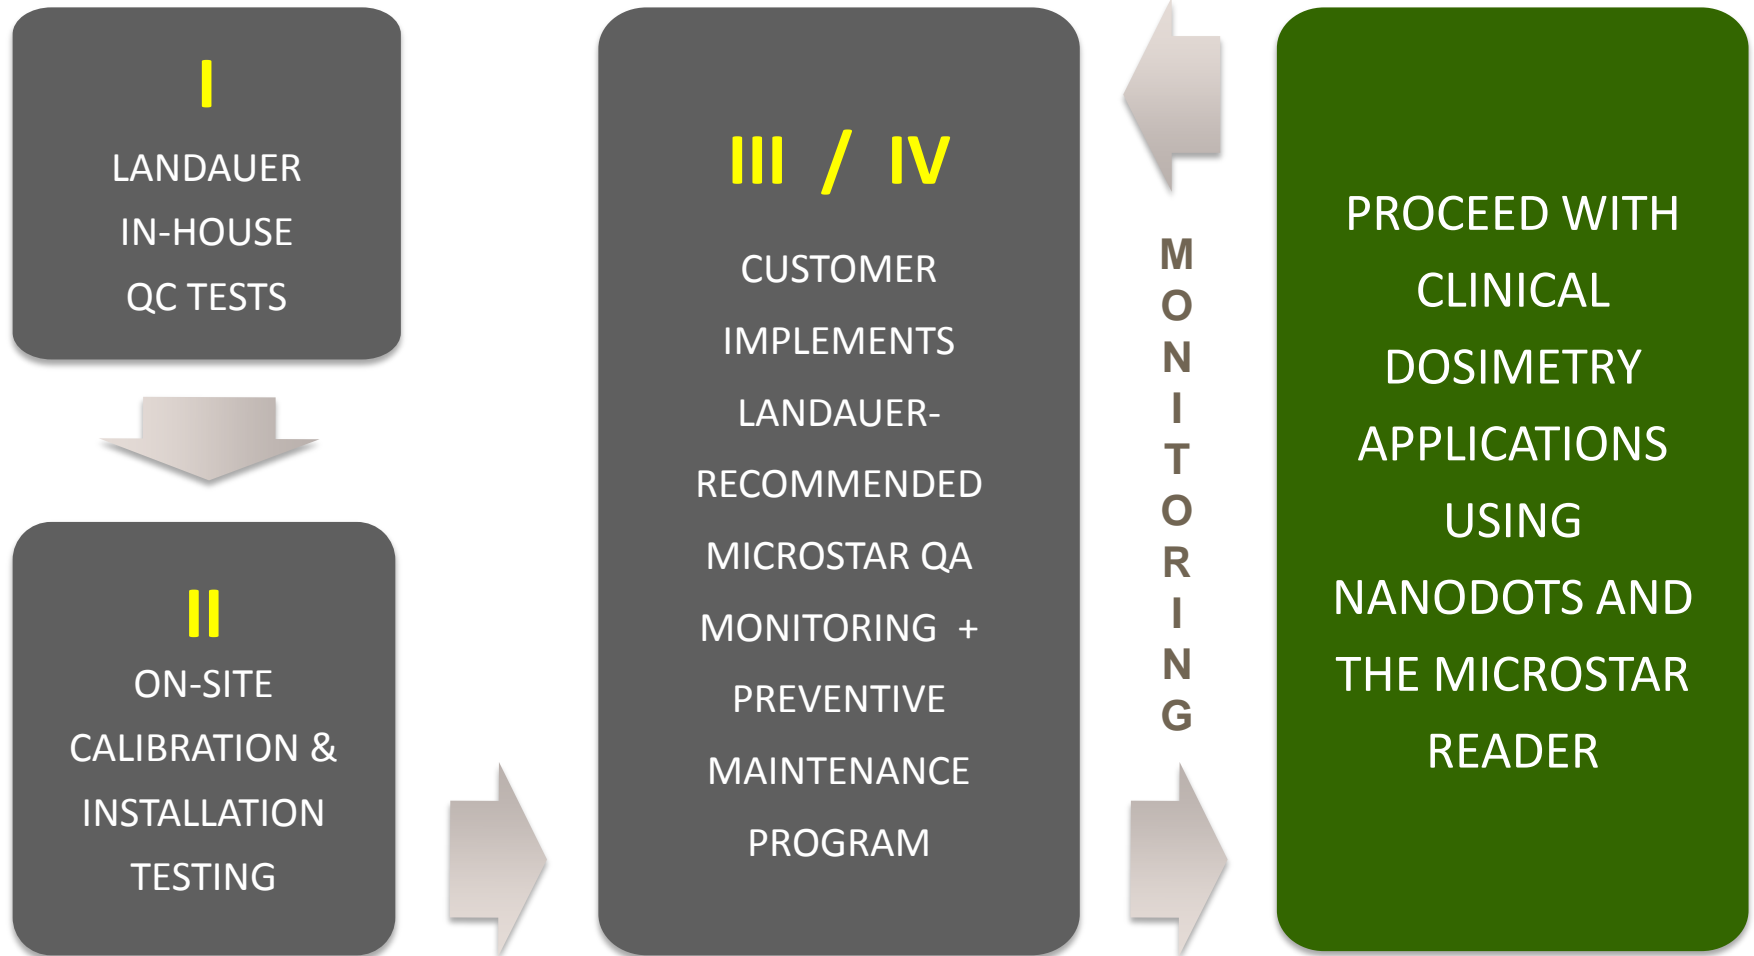 I
LANDAUER
IN-HOUSE
QC TESTS
II
ON-SITE
CALIBRATION &
INSTALLATION
TESTING
III / IV
CUSTOMER
IMPLEMENTS
LANDAUER-
RECOMMENDED
MICROSTAR QA
MONITORING +
PREVENTIVE
MAINTENANCE
PROGRAM
MONITORING
PROCEED WITH
CLINICAL
DOSIMETRY
APPLICATIONS
USING
NANODOTS AND
THE MICROSTAR
READER